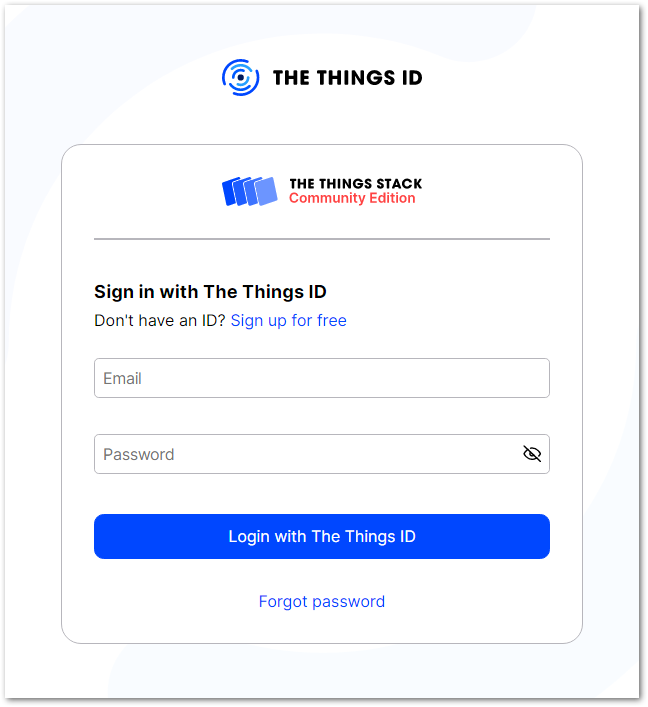 THE THINGS ID
THE THINGS STACK
Community Edition
Sign in with The Things ID
Don't have an ID? Sign up for free
Email
Password
Login with The Things ID
Forgot password